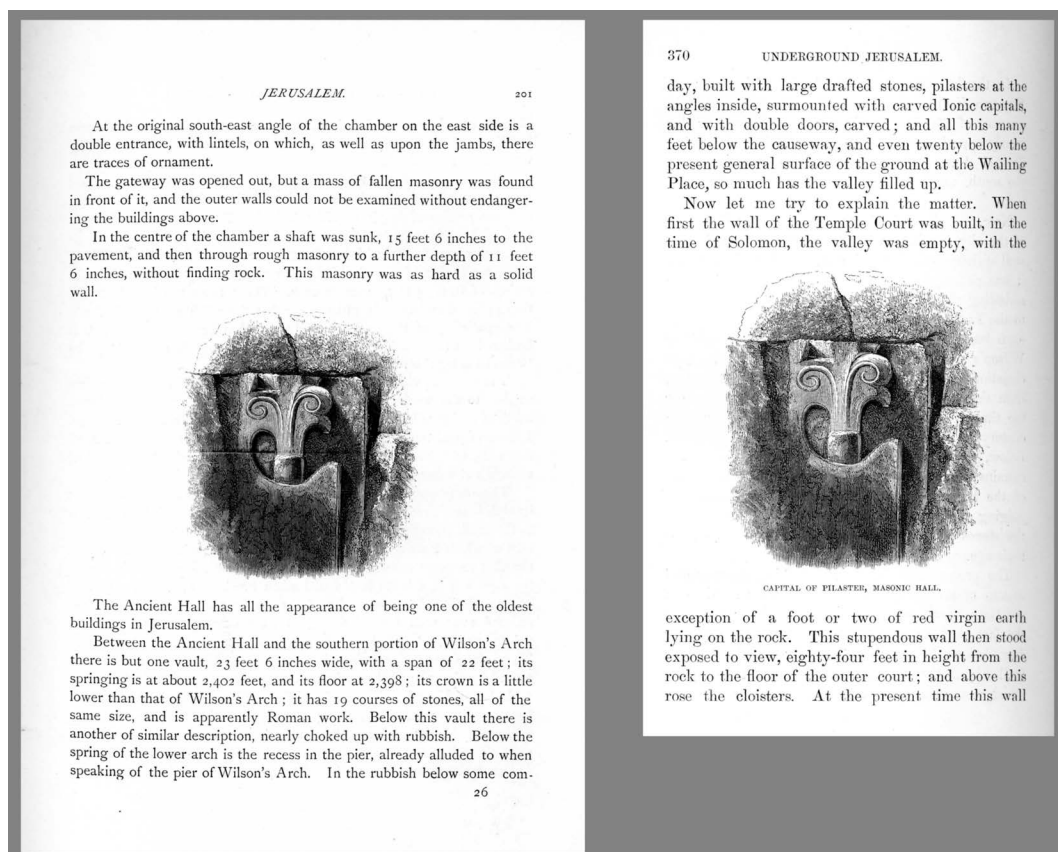 JERUSALEM. 201
At the original south-east angle of the chamber on the east side is a
double entrance, with lintels, on which, as well as upon the jambs, there
are traces of ornament.
The gateway was opened out, but a mass of fallen masonry was found
in front of it, and the outer walls could not be examined without endanger-
ing the buildings above.
In the centre of the chamber a shaft was sunk, 15 feet 6 inches to the
pavement, and then through rough masonry to a further depth of 11 feet
6 inches, without finding rock. This masonry was as hard as a solid
wall.
The Ancient Hall has all the appearance of being one of the oldest
buildings in Jerusalem.
Between the Ancient Hall and the southern portion of Wilson's Arch
there is but one vault, 23 feet 6 inches wide, with a span of 22 feet; its
springing is at about 2,402 feet, and its floor at 2,398; its crown is a little
lower than that of Wilson's Arch; it has 19 courses of stones, all of the
same size, and is apparently Roman work. Below this vault there is
another of similar description, nearly choked up with rubbish. Below the
spring of the lower arch is the recess in the pier, already alluded to when
speaking of the pier of Wilson's Arch. In the rubbish below some com-
26
370 UNDERGROUND JERUSALEM.
day, built with large drafted stones, pilasters at the
angles inside, surmounted with carved Ionic capitals,
and with double doors, carved; and all this many
feet below the causeway, and even twenty below the
present general surface of the ground at the Wailing
Place, so much has the valley filled up.
Now let me try to explain the matter. When
first the wall of the Temple Court was built, in the
time of Solomon, the valley was empty, with the
CAPITAL OF PILASTER, MASONIC HALL.
exception of a foot or two of red virgin earth
lying on the rock. This stupendous wall then stood
exposed to view, eighty-four feet in height from the
rock to the floor of the outer court; and above this
rose the cloisters. At the present time this wall